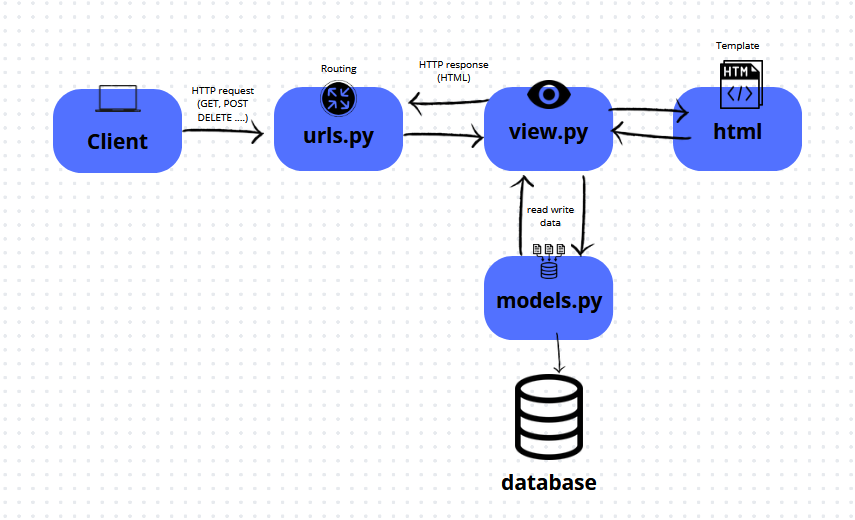 Template
HTM
</>
HTTP response
(HTML)
Routing
HTTP request
(GET, POST
DELETE ....)
Client
urls.py
view.py
html
read write
data
models.py
database